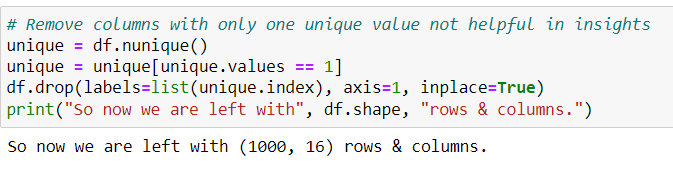 # Remove columns with only one unique value not helpful in insights
unique = df.nunique()
unique = unique[unique.values == 1]
df.drop(labels=list(unique.index), axis=1, inplace=True)
print("So now we are left with", df.shape, "rows & columns.")
So now we are left with (1000, 16) rows & columns.